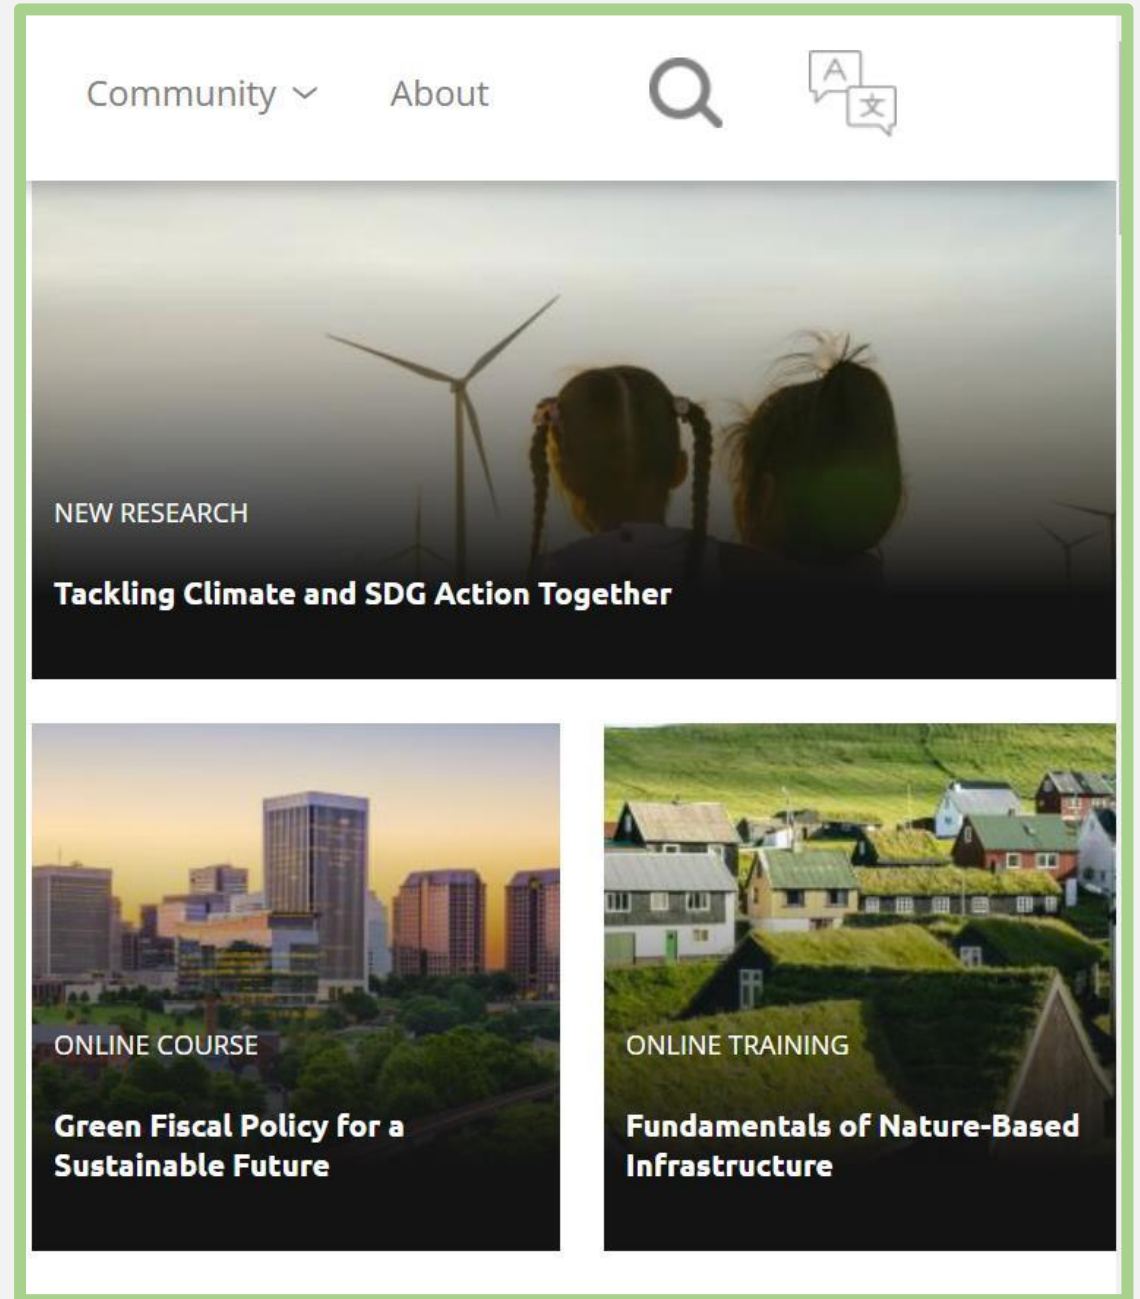 Community About A 文
NEW RESEARCH
Tackling Climate and SDG Action Together
ONLINE COURSE
Green Fiscal Policy for a
Sustainable Future
ONLINE TRAINING
Fundamentals of Nature-Based
Infrastructure